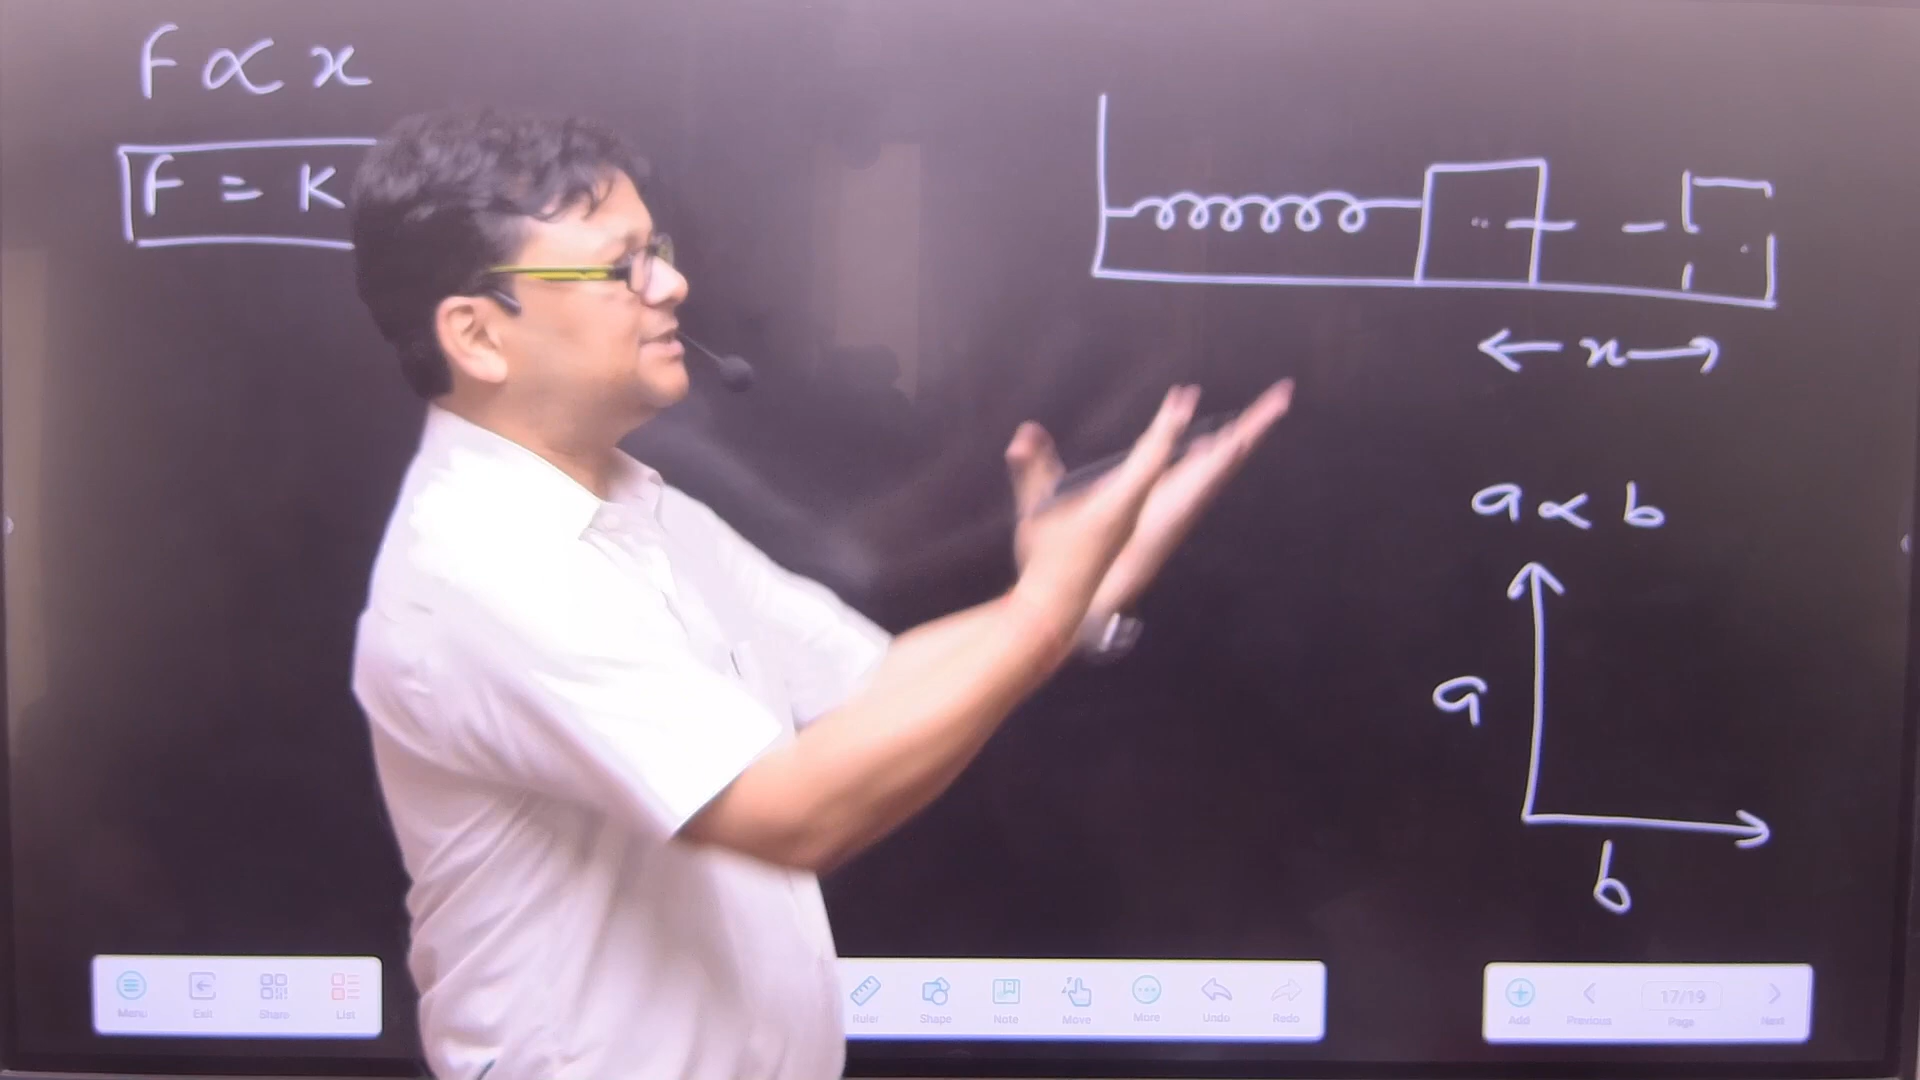 F ∝ x
F = K
x
a ∝ b
a
b
Menu
Exit
Share
List
Ruler
Shape
Note
Move
More
Undo
Redo
Add
Previous
17/19
Page
Next